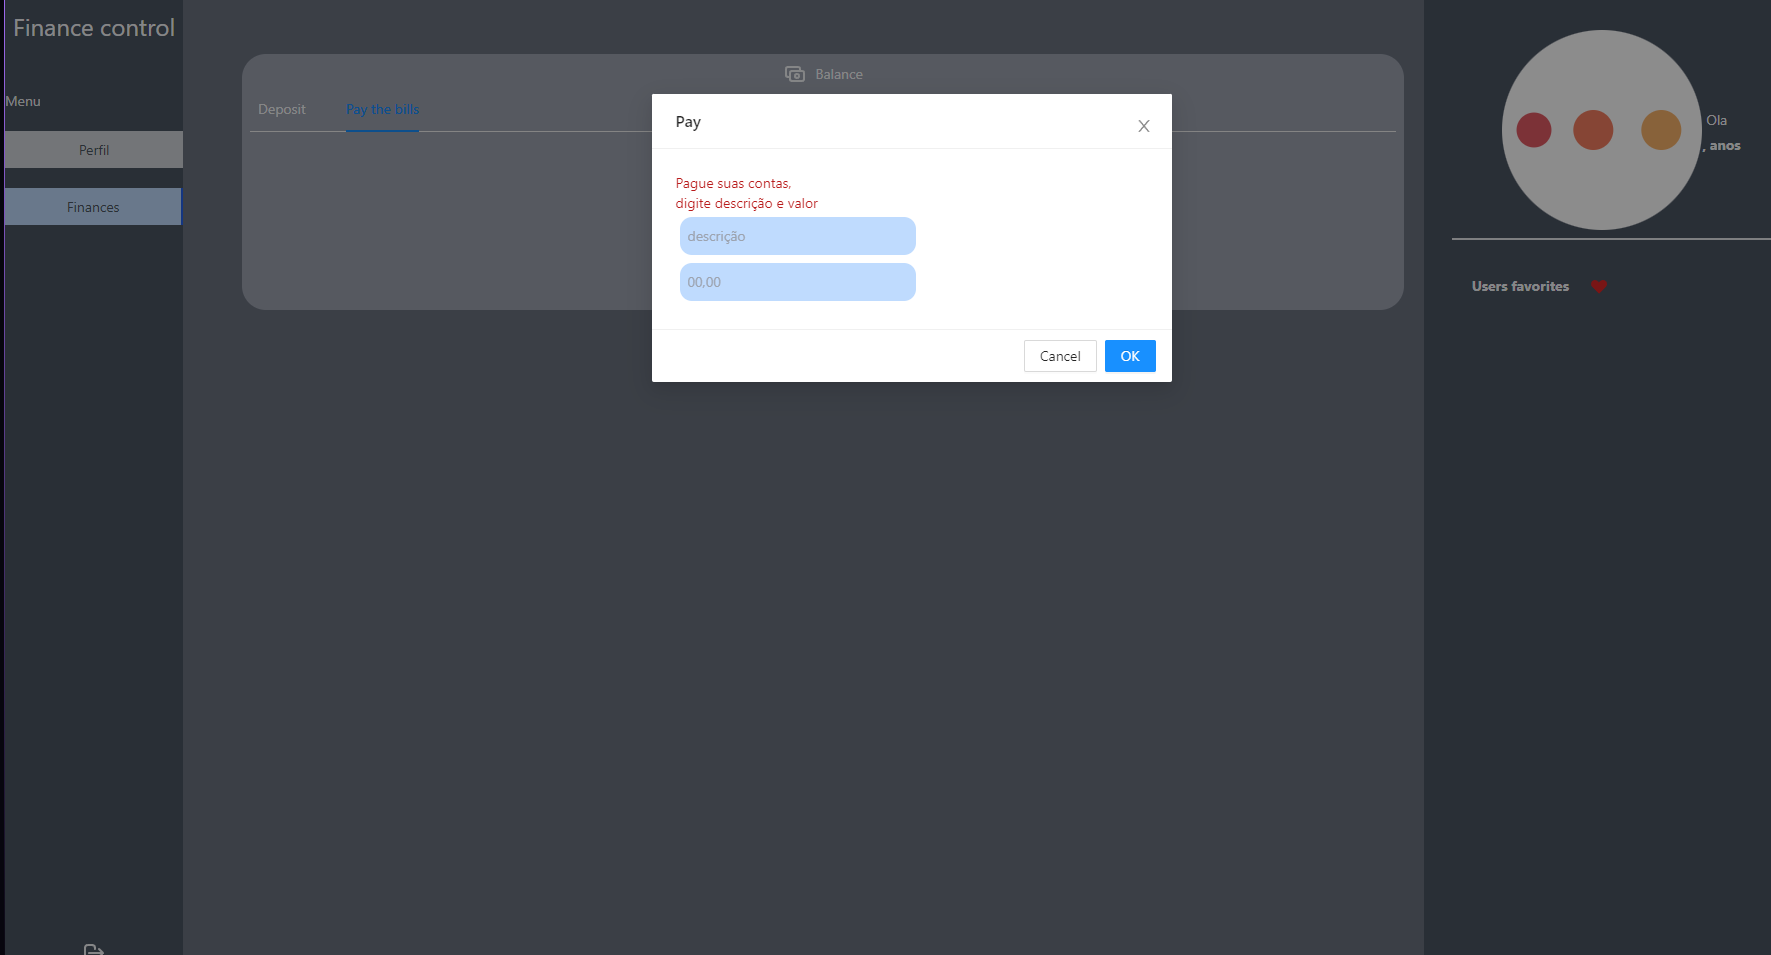 Finance control
Menu
Perfil
Finances
Balance
Deposit
Pay the bills
Pay
Pague suas contas,
digite descrição e valor
descrição
00,00
Cancel
OK
Ola
, anos
Users favorites